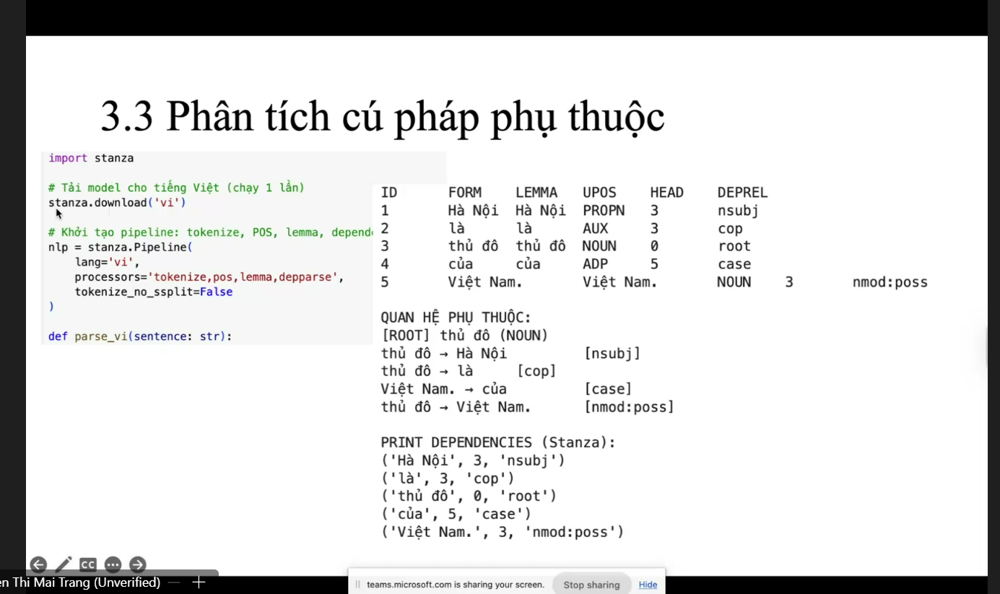 3.3 Phân tích cú pháp phụ thuộc
import stanza
# Tải model cho tiếng Việt (chạy 1 lần)
stanza.download('vi')
# Khởi tạo pipeline: tokenize, POS, lemma, depend
nlp = stanza.Pipeline(
lang='vi',
processors='tokenize,pos,lemma,depparse',
tokenize_no_ssplit=False
)
def parse_vi(sentence: str):
ID FORM LEMMA UPOS HEAD DEPREL
1 Hà Nội Hà Nội PROPN 3 nsubj
2 là là AUX 3 cop
3 thủ đô thủ đô NOUN 0 root
4 của của ADP 5 case
5 Việt Nam. Việt Nam. NOUN 3 nmod:poss
QUAN HỆ PHỤ THUỘC:
[ROOT] thủ đô (NOUN)
thủ đô → Hà Nội [nsubj]
thủ đô → là [cop]
Việt Nam. → của [case]
thủ đô → Việt Nam. [nmod:poss]
PRINT DEPENDENCIES (Stanza):
('Hà Nội', 3, 'nsubj')
('là', 3, 'cop')
('thủ đô', 0, 'root')
('của', 5, 'case')
('Việt Nam.', 3, 'nmod:poss')
CC
en Thi Mai Trang (Unverified)
teams.microsoft.com is sharing your screen. Stop sharing Hide